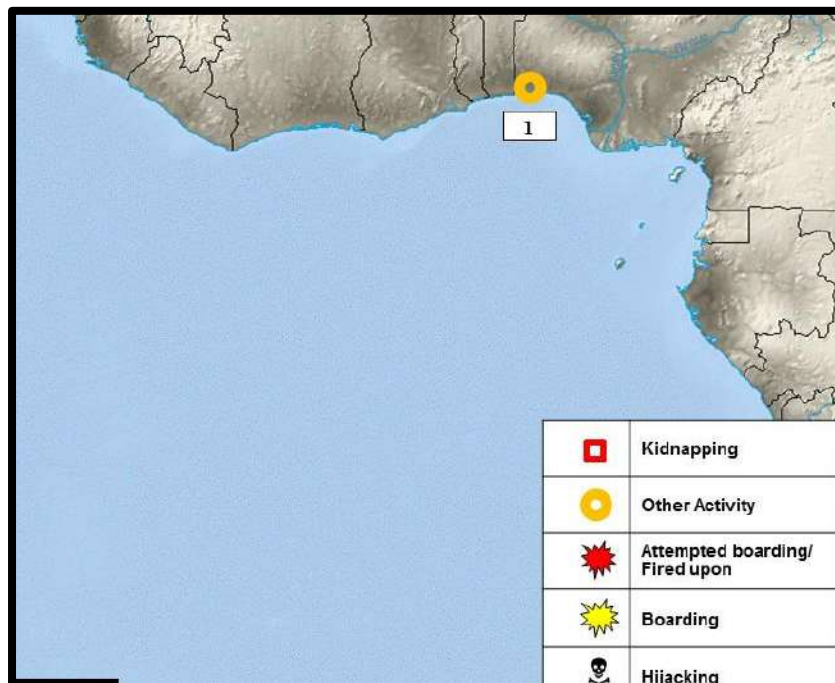 1
Kidnapping
Other Activity
Attempted boarding/
Fired upon
Boarding
Hijacking